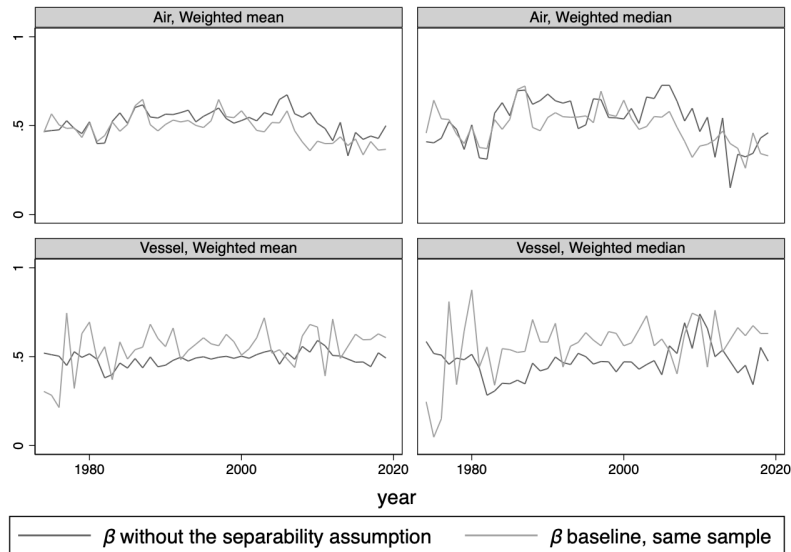 Air, Weighted mean
Air, Weighted median
1
.5
0
Vessel, Weighted mean
Vessel, Weighted median
1
.5
0
1980 2000 2020 1980 2000 2020
year
β without the separability assumption β baseline, same sample